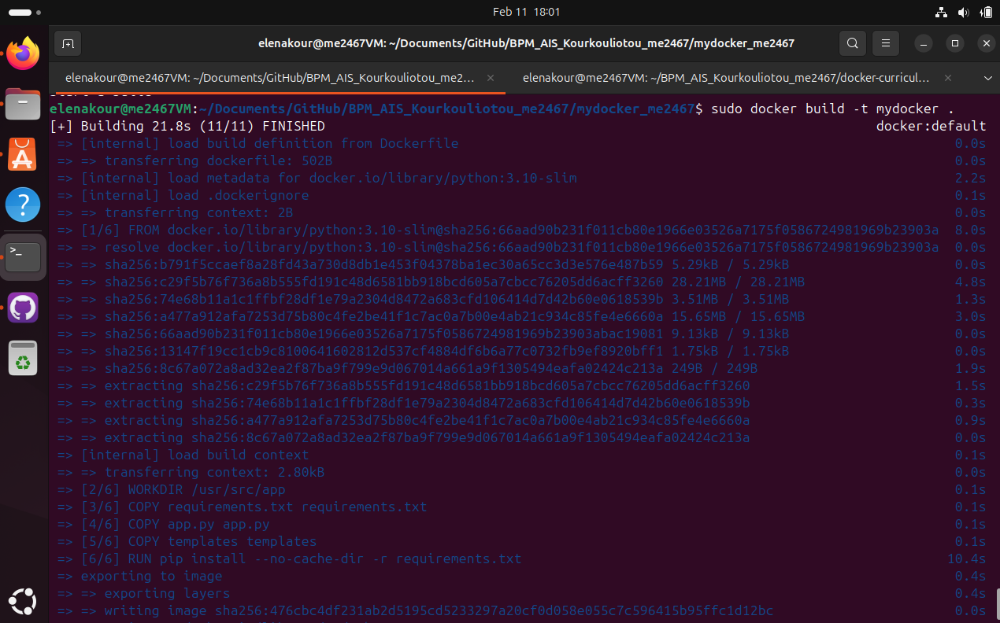 Feb 11 18:01
elenakour@me2467VM: ~/Documents/GitHub/BPM_AIS_Kourkouliotou_me2467/mydocker_me2467
elenakour@me2467VM: ~/Documents/GitHub/BPM_AIS_Kourkouliotou_me2... × elenakour@me2467VM: ~/BPM_AIS_Kourkouliotou_me2467/docker-curricul... ×
elenakour@me2467VM:~/Documents/GitHub/BPM_AIS_Kourkouliotou_me2467/mydocker_me2467$ sudo docker build -t mydocker .
[+] Building 21.8s (11/11) FINISHED docker:default
=> [internal] load build definition from Dockerfile 0.0s
=> => transferring dockerfile: 502B 0.0s
=> [internal] load metadata for docker.io/library/python:3.10-slim 2.2s
=> [internal] load .dockerignore 0.1s
=> => transferring context: 2B 0.0s
=> [1/6] FROM docker.io/library/python:3.10-slim@sha256:66aad90b231f011cb80e1966e03526a7175f0586724981969b23903a 8.0s
=> => resolve docker.io/library/python:3.10-slim@sha256:66aad90b231f011cb80e1966e03526a7175f0586724981969b23903a 0.0s
=> => sha256:b791f5ccaef8a28fd43a730d8db1e453f04378ba1ec30a65cc3d3e576e487b59 5.29kB / 5.29kB 0.0s
=> => sha256:c29f5b76f736a8b555fd191c48d6581bb918bcd605a7cbcc76205dd6acff3260 28.21MB / 28.21MB 4.8s
=> => sha256:74e68b11a1c1ffbf28df1e79a2304d8472a683cfd106414d7d42b60e0618539b 3.51MB / 3.51MB 1.3s
=> => sha256:a477a912afa7253d75b80c4fe2be41f1c7ac0a7b00e4ab21c934c85fe4e6660a 15.65MB / 15.65MB 3.0s
=> => sha256:66aad90b231f011cb80e1966e03526a7175f0586724981969b23903abac19081 9.13kB / 9.13kB 0.0s
=> => sha256:13147f19cc1cb9c8100641602812d537cf4884df6b6a77c0732fb9ef8920bff1 1.75kB / 1.75kB 0.0s
=> => sha256:8c67a072a8ad32ea2f87ba9f799e9d067014a661a9f1305494eafa02424c213a 249B / 249B 1.9s
=> => extracting sha256:c29f5b76f736a8b555fd191c48d6581bb918bcd605a7cbcc76205dd6acff3260 1.5s
=> => extracting sha256:74e68b11a1c1ffbf28df1e79a2304d8472a683cfd106414d7d42b60e0618539b 0.3s
=> => extracting sha256:a477a912afa7253d75b80c4fe2be41f1c7ac0a7b00e4ab21c934c85fe4e6660a 0.9s
=> => extracting sha256:8c67a072a8ad32ea2f87ba9f799e9d067014a661a9f1305494eafa02424c213a 0.0s
=> [internal] load build context 0.1s
=> => transferring context: 2.80kB 0.0s
=> [2/6] WORKDIR /usr/src/app 0.1s
=> [3/6] COPY requirements.txt requirements.txt 0.1s
=> [4/6] COPY app.py app.py 0.1s
=> [5/6] COPY templates templates 0.1s
=> [6/6] RUN pip install --no-cache-dir -r requirements.txt 10.4s
=> exporting to image 0.4s
=> => exporting layers 0.4s
=> => writing image sha256:476cbc4df231ab2d5195cd5233297a20cf0d058e055c7c596415b95ffc1d12bc 0.0s